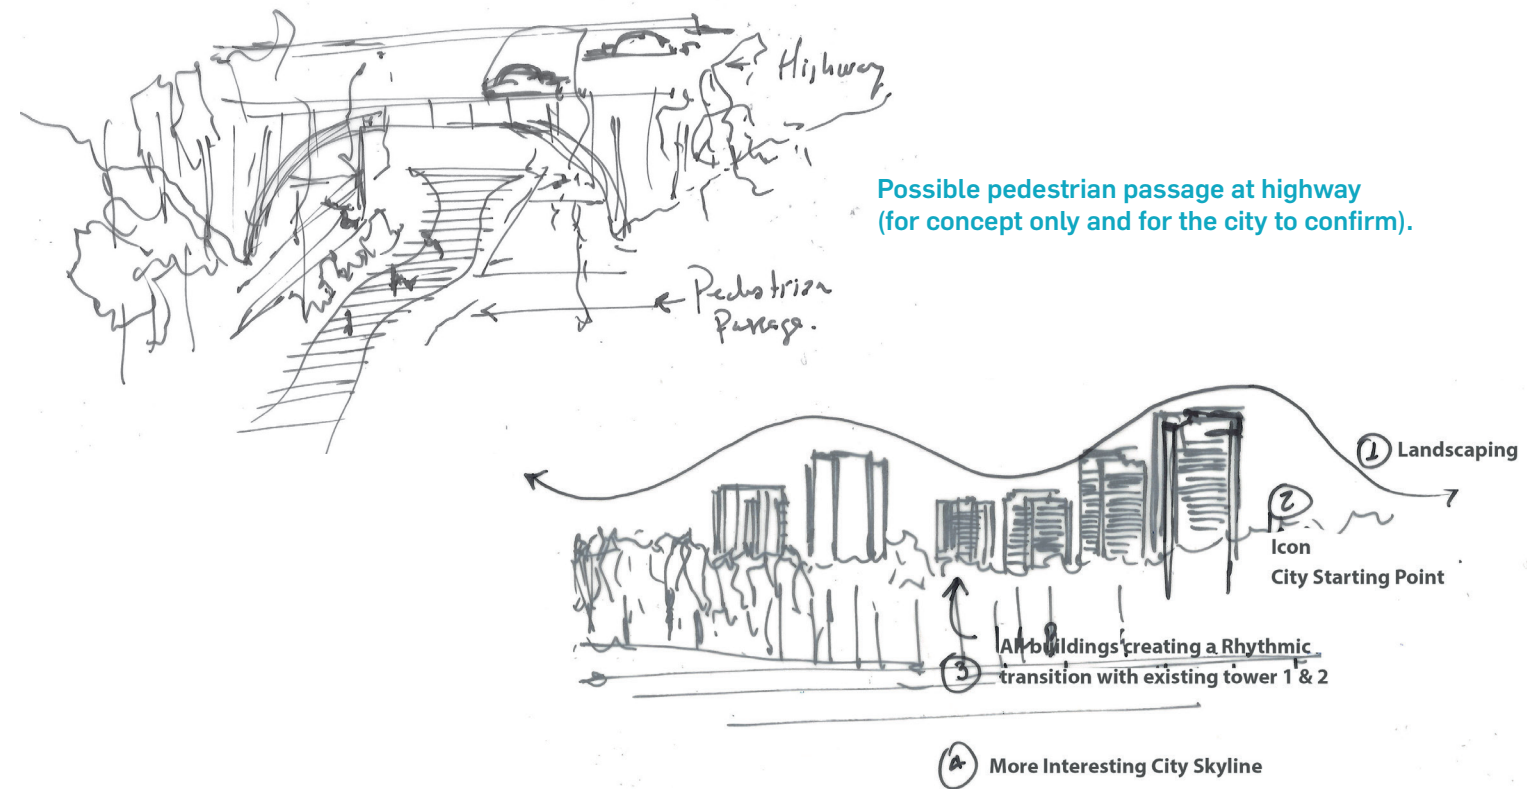 Highway
Possible pedestrian passage at highway
(for concept only and for the city to confirm).
Pedestrian
Passage.
1 Landscaping
2
Icon
City Starting Point
All buildings creating a Rhythmic
3 transition with existing tower 1 & 2
4 More Interesting City Skyline